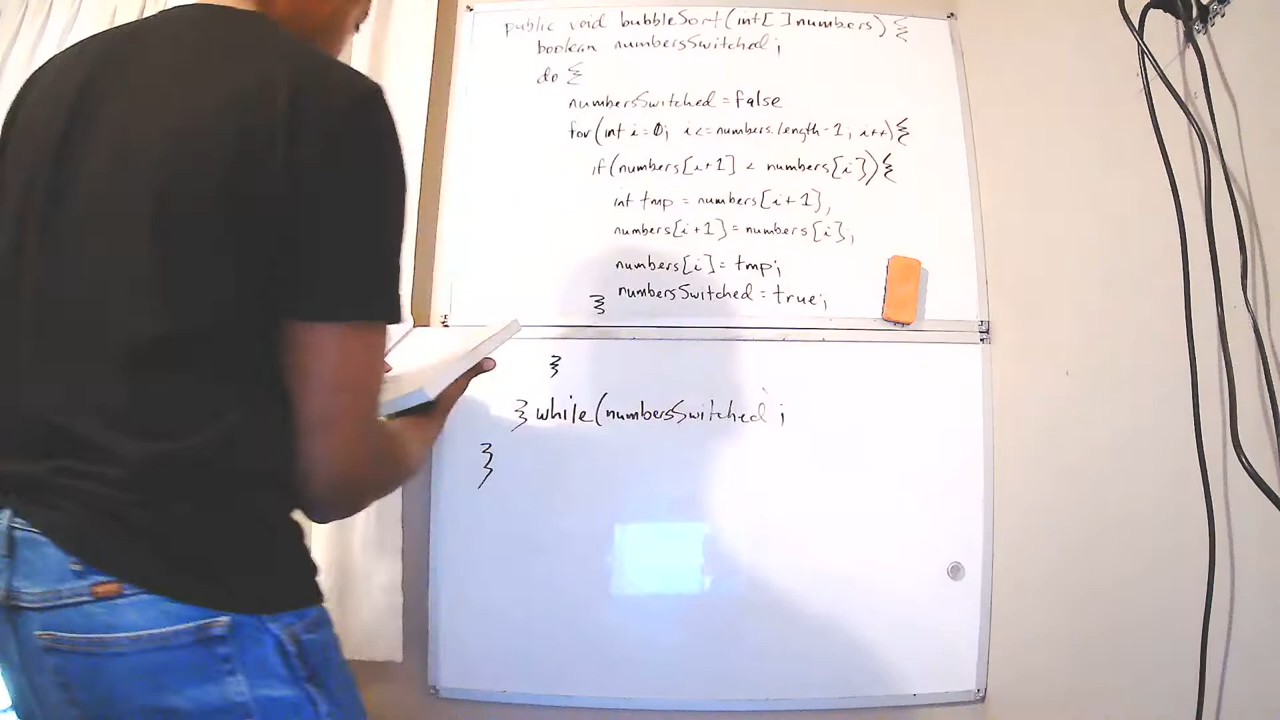 public void bubbleSort(int[] numbers) {
boolean numbersSwitched;
do {
numbersSwitched = false
for(int i=0; i<=numbers.length-1; i++){
if(numbers[i+1] < numbers[i]){
int tmp = numbers[i+1],
numbers[i+1] = numbers[i];
numbers[i] = tmp;
numbersSwitched = true;
}
}
} while(numbersSwitched ;
}